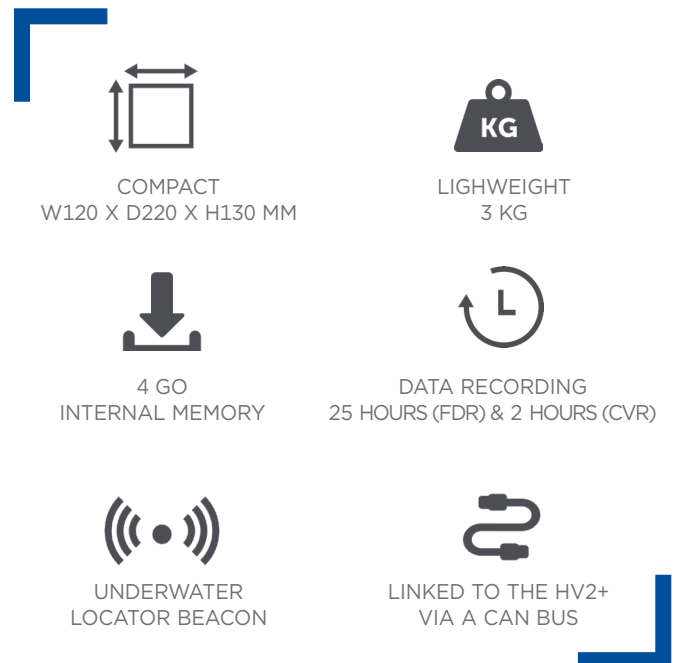 COMPACT
W120 X D220 X H130 MM
KG
LIGHWEIGHT
3 KG
4 GO
INTERNAL MEMORY
DATA RECORDING
25 HOURS (FDR) & 2 HOURS (CVR)
UNDERWATER
LOCATOR BEACON
LINKED TO THE HV2+
VIA A CAN BUS